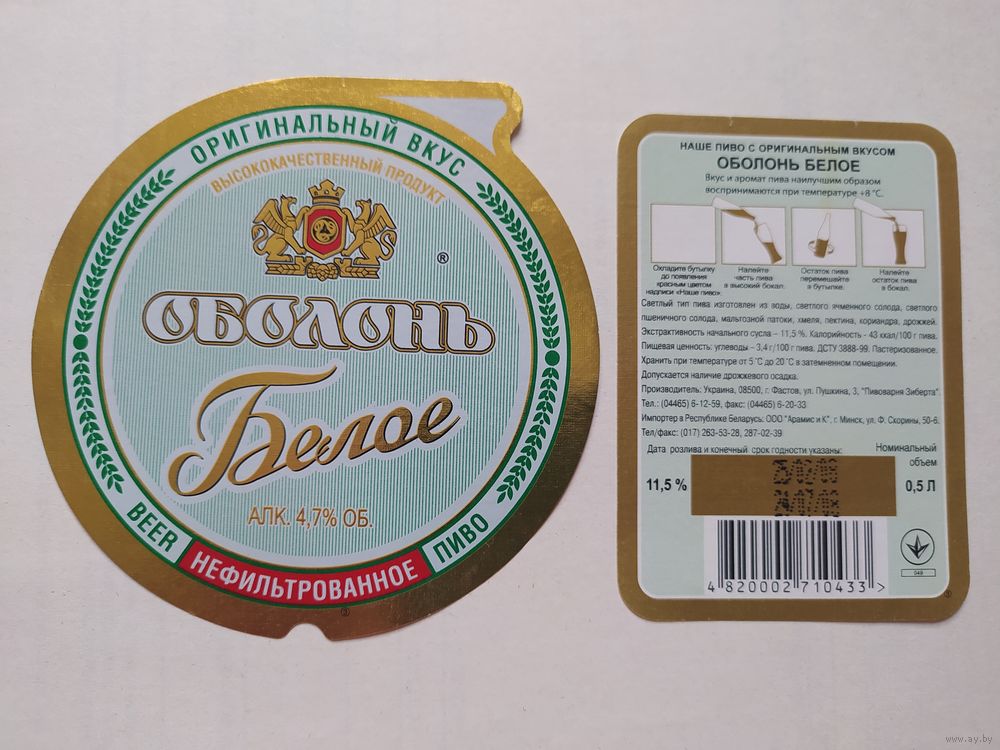 ОРИГИНАЛЬНЫЙ ВКУС
ВЫСОКОКАЧЕСТВЕННЫЙ ПРОДУКТ
®
ОБОЛОНЬ
Белое
АЛК. 4,7% ОБ.
BEER
НЕФИЛЬТРОВАННОЕ
ПИВО
НАШЕ ПИВО С ОРИГИНАЛЬНЫМ ВКУСОМ
ОБОЛОНЬ БЕЛОЕ
Вкус и аромат пива наилучшим образом
воспринимаются при температуре +8 °С.
Охладите бутылку
до появления
красным цветом
надписи «Наше пиво».
Налейте
часть пива
в высокий бокал.
Остаток пива
перемешайте
в бутылке.
Налейте
остаток пива
в бокал.
Светлый тип пива изготовлен из воды, светлого ячменного солода, светлого
пшеничного солода, мальтозной патоки, хмеля, пектина, кориандра, дрожжей.
Экстрактивность начального сусла – 11,5 %. Калорийность - 43 ккал/100 г пива.
Пищевая ценность: углеводы – 3,4 г/100 г пива. ДСТУ 3888-99. Пастеризованное.
Хранить при температуре от 5 °С до 20 °С в затемненном помещении.
Допускается наличие дрожжевого осадка.
Производитель: Украина, 08500, г. Фастов, ул. Пушкина, 3, "Пивоварня Зиберта".
Тел.: (04465) 6-12-59, факс: (04465) 6-20-33
Импортер в Республике Беларусь: ООО "Арамис и К", г. Минск, ул. Ф. Скорины, 50-6.
Тел/факс: (017) 263-53-28, 287-02-39
Дата розлива и конечный срок годности указаны:
Номинальный
объем
11,5 %
0,5 Л
4 820002 710433 >
049
www.ay.by